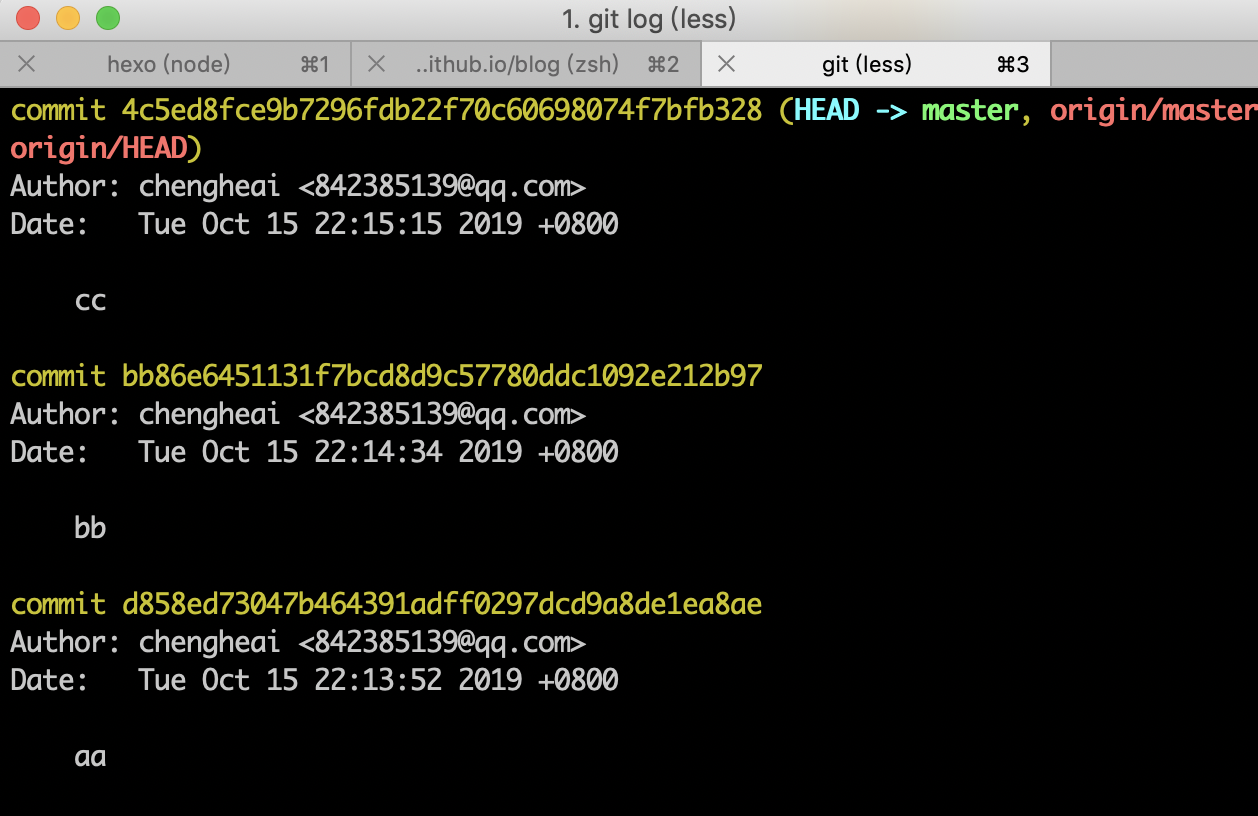 1. git log (less)
hexo (node) ⌘1 ..ithub.io/blog (zsh) ⌘2 git (less) ⌘3
commit 4c5ed8fce9b7296fdb22f70c60698074f7bfb328 (HEAD -> master, origin/master
origin/HEAD)
Author: chengheai <842385139@qq.com>
Date:   Tue Oct 15 22:15:15 2019 +0800
cc
commit bb86e6451131f7bcd8d9c57780ddc1092e212b97
Author: chengheai <842385139@qq.com>
Date:   Tue Oct 15 22:14:34 2019 +0800
bb
commit d858ed73047b464391adff0297dcd9a8de1ea8ae
Author: chengheai <842385139@qq.com>
Date:   Tue Oct 15 22:13:52 2019 +0800
aa